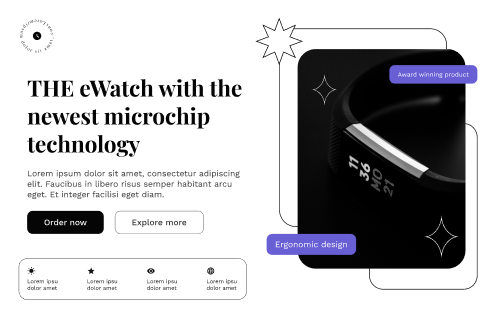 THE eWatch with the
newest microchip
technology
Lorem ipsum dolor sit amet, consectetur adipiscing
elit. Faucibus in libero risus semper habitant arcu
eget. Et integer facilisi eget diam.
Order now
Explore more
Lorem ipsu
dolor amet
Lorem ipsu
dolor amet
Lorem ipsu
dolor amet
Lorem ipsu
dolor amet
Award winning product
11
36
MO
21
Ergonomic design